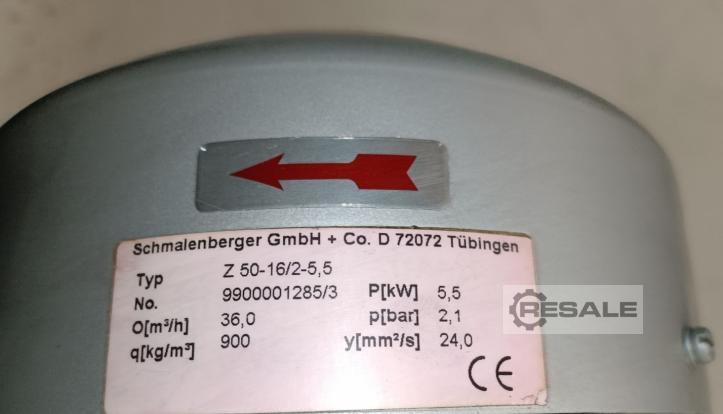 Schmalenberger GmbH + Co. D 72072 Tübingen
Typ Z 50-16/2-5,5
No. 9900001285/3 P[kW] 5,5
O[m³/h] 36,0 p[bar] 2,1
q[kg/m³] 900 y[mm²/s] 24,0
CE
RESALE